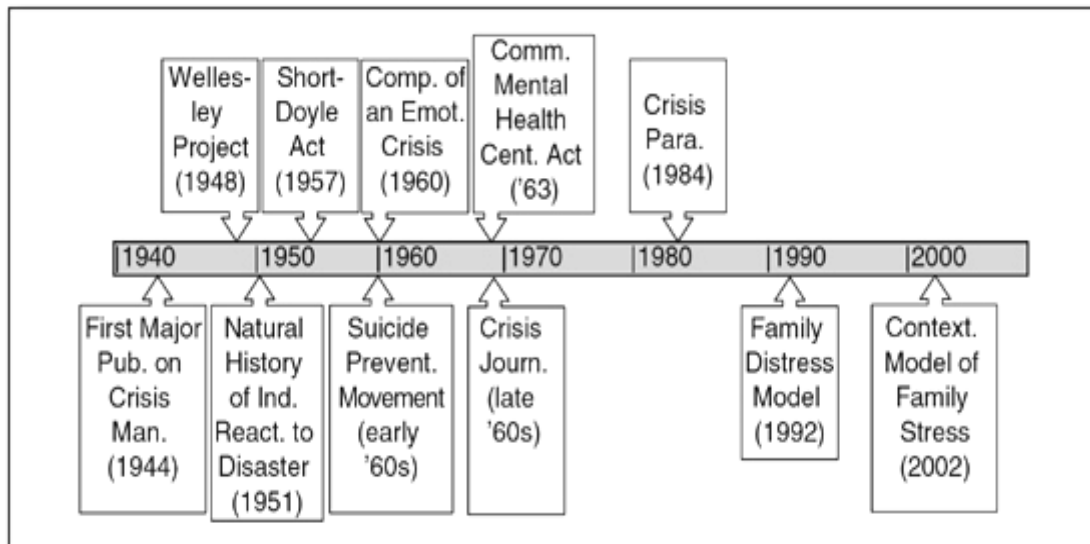 Welles-
ley
Project
(1948)
Short-
Doyle
Act
(1957)
Comp. of
an Emot.
Crisis
(1960)
Comm.
Mental
Health
Cent. Act
('63)
Crisis
Para.
(1984)
|1940 |1950 |1960 |1970 |1980 |1990 |2000
First Major
Pub. on
Crisis
Man.
(1944)
Natural
History
of Ind.
React. to
Disaster
(1951)
Suicide
Prevent.
Movement
(early
'60s)
Crisis
Journ.
(late
'60s)
Family
Distress
Model
(1992)
Context.
Model of
Family
Stress
(2002)